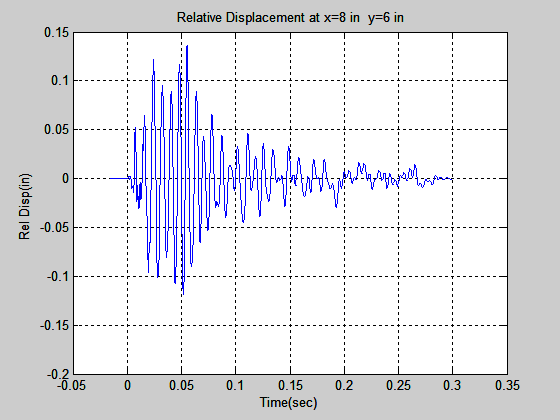 Relative Displacement at x=8 in  y=6 in
0.15
0.1
0.05
0
-0.05
-0.1
-0.15
-0.2
Rel Disp(in)
-0.05 0 0.05 0.1 0.15 0.2 0.25 0.3 0.35
Time(sec)